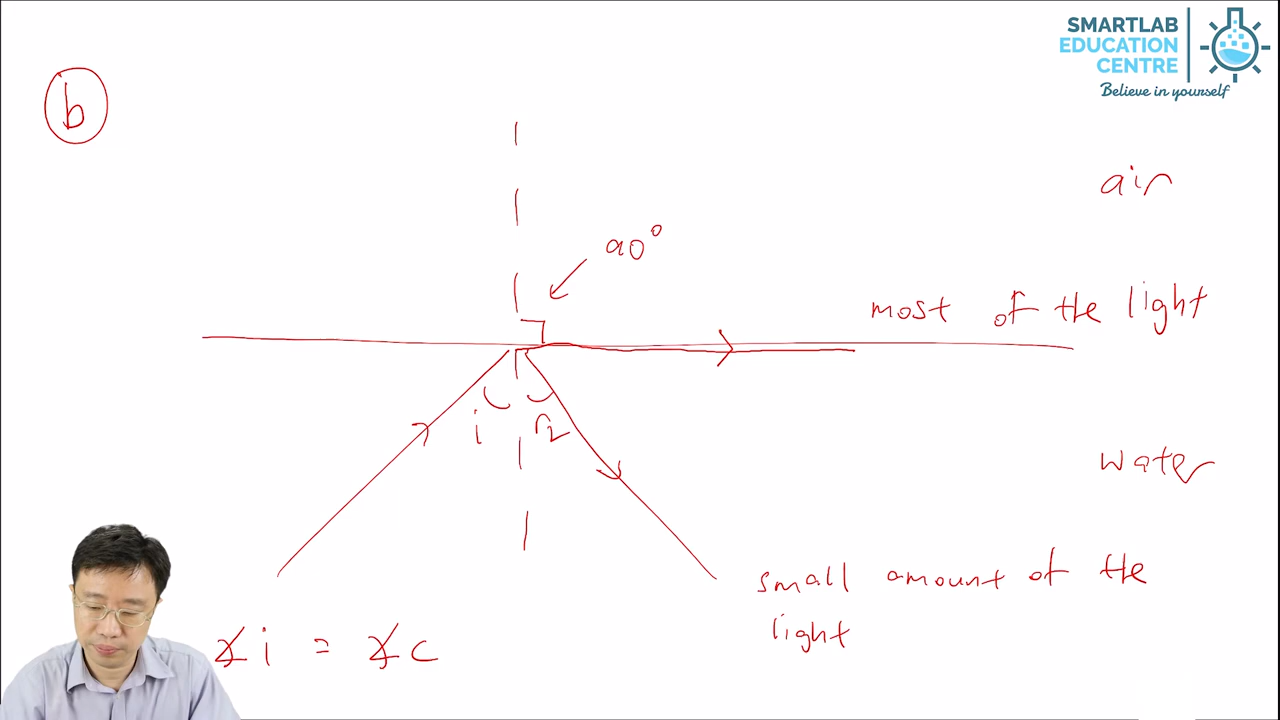 SMARTLAB
EDUCATION
CENTRE
Believe in yourself
b
air
90°
most of the light
i
r2
water
small amount of the
light
∡i = ∡c